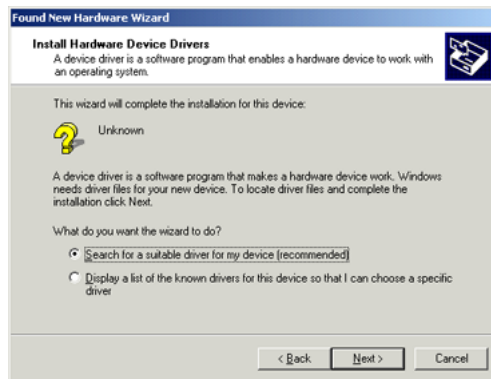 Found New Hardware Wizard
Install Hardware Device Drivers
A device driver is a software program that enables a hardware device to work with
an operating system.
This wizard will complete the installation for this device:
Unknown
A device driver is a software program that makes a hardware device work. Windows
needs driver files for your new device. To locate driver files and complete the
installation click Next.
What do you want the wizard to do?
Search for a suitable driver for my device (recommended)
Display a list of the known drivers for this device so that I can choose a specific
driver
< Back Next > Cancel